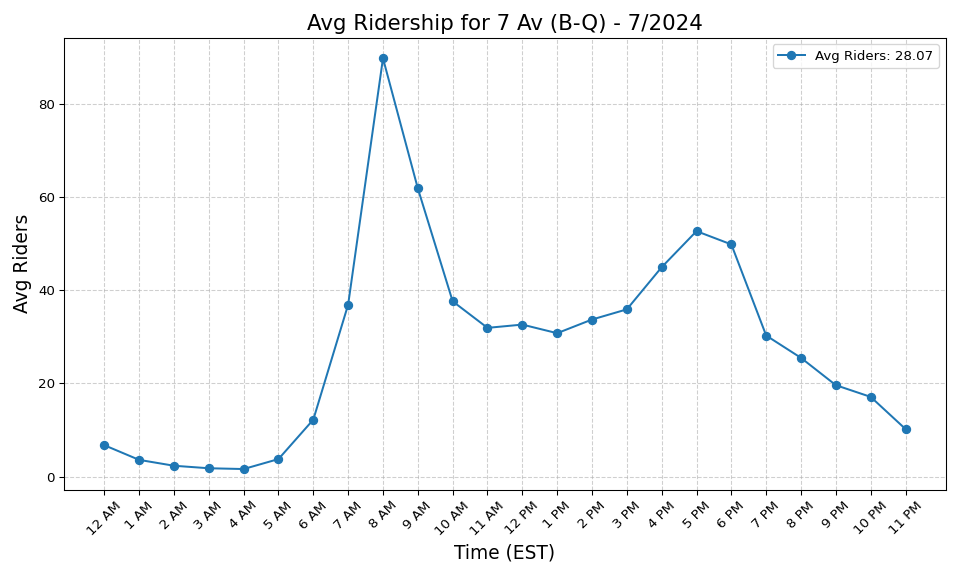 Avg Ridership for 7 Av (B-Q) - 7/2024
Avg Riders: 28.07
Avg Riders
80
60
40
20
0
12 AM
1 AM
2 AM
3 AM
4 AM
5 AM
6 AM
7 AM
8 AM
9 AM
10 AM
11 AM
12 PM
1 PM
2 PM
3 PM
4 PM
5 PM
6 PM
7 PM
8 PM
9 PM
10 PM
11 PM
Time (EST)